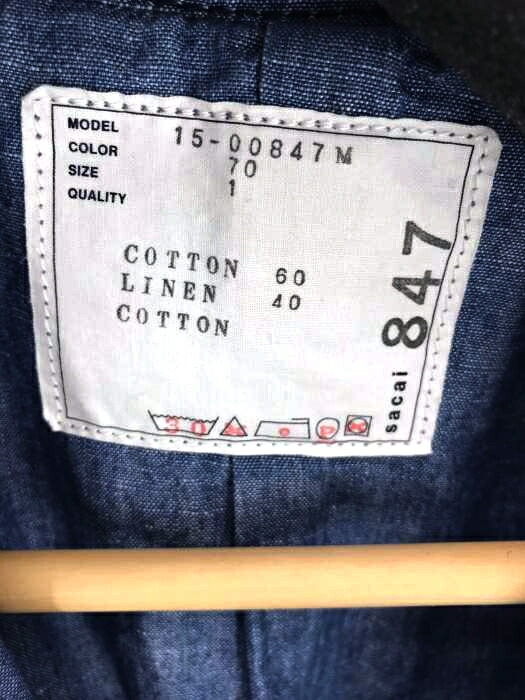 MODEL 15-00847M
COLOR 70
SIZE 1
QUALITY
COTTON 60
LINEN 40
COTTON
30
P
sacai 847